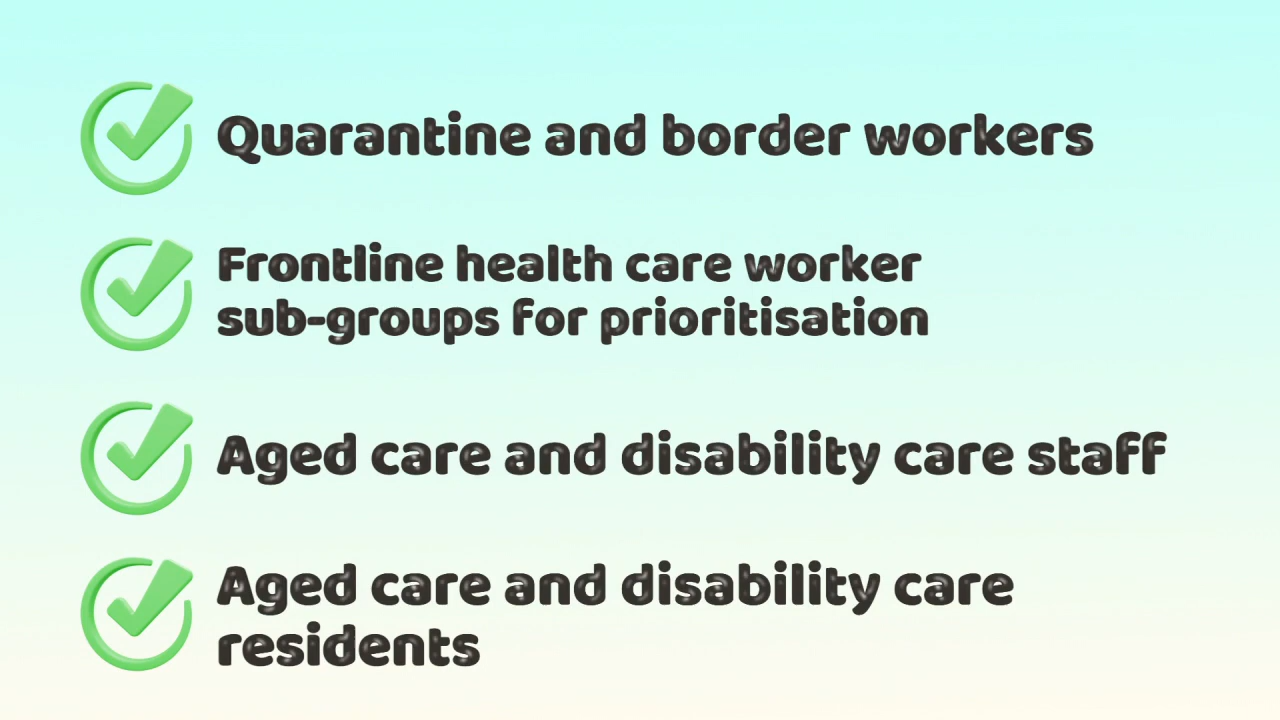 Quarantine and border workers
Frontline health care worker
sub-groups for prioritisation
Aged care and disability care staff
Aged care and disability care
residents